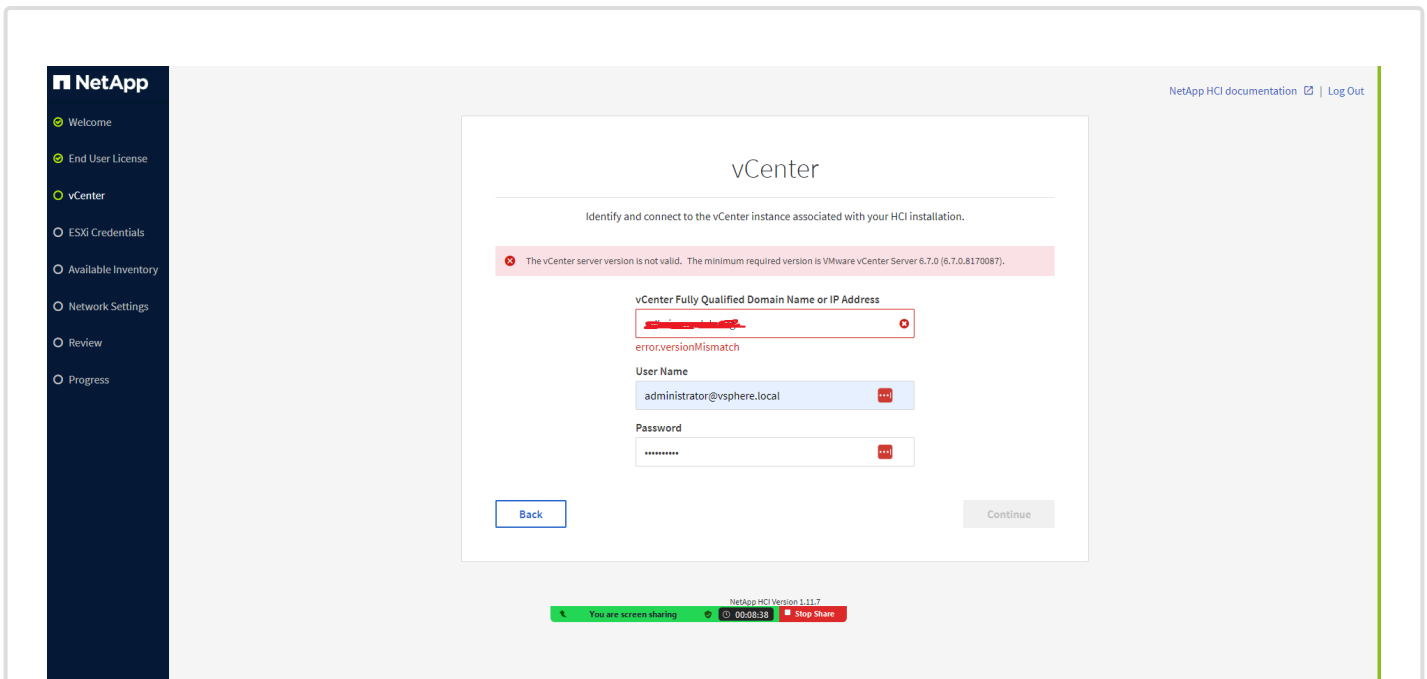 NetApp
NetApp HCI documentation | Log Out
Welcome
End User License
vCenter
ESXi Credentials
Available Inventory
Network Settings
Review
Progress
vCenter
Identify and connect to the vCenter instance associated with your HCI installation.
The vCenter server version is not valid. The minimum required version is VMware vCenter Server 6.7.0 (6.7.0.8170087).
vCenter Fully Qualified Domain Name or IP Address
error.versionMismatch
User Name
administrator@vsphere.local
Password
••••••••••
Back
Continue
NetApp HCI Version 1.11.7
You are screen sharing
00:08:38
Stop Share